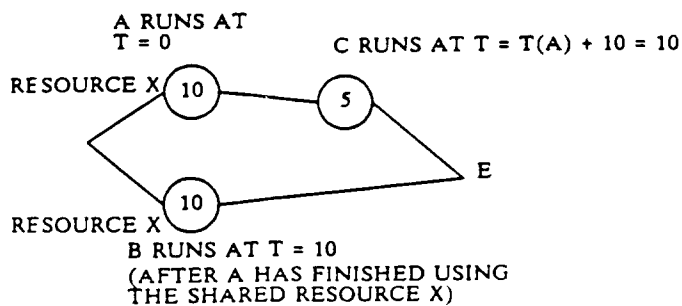 A RUNS AT
T = 0
C RUNS AT T = T(A) + 10 = 10
RESOURCE X
10
5
E
10
RESOURCE X
B RUNS AT T = 10
(AFTER A HAS FINISHED USING
THE SHARED RESOURCE X)